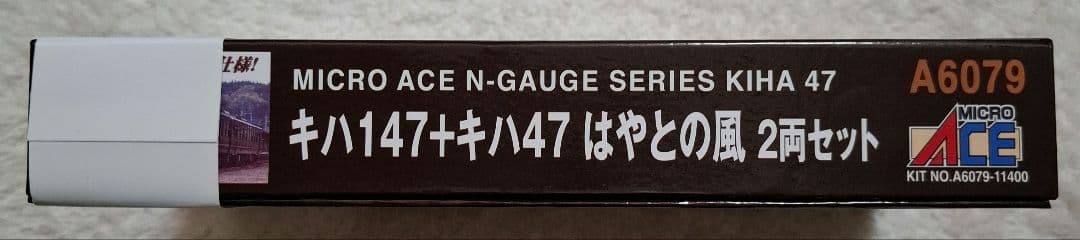 仕様!
MICRO ACE N-GAUGE SERIES KIHA 47
キハ147+キハ47 はやとの風 2両セット
A6079
MICRO
ACE
KIT NO.A6079-11400